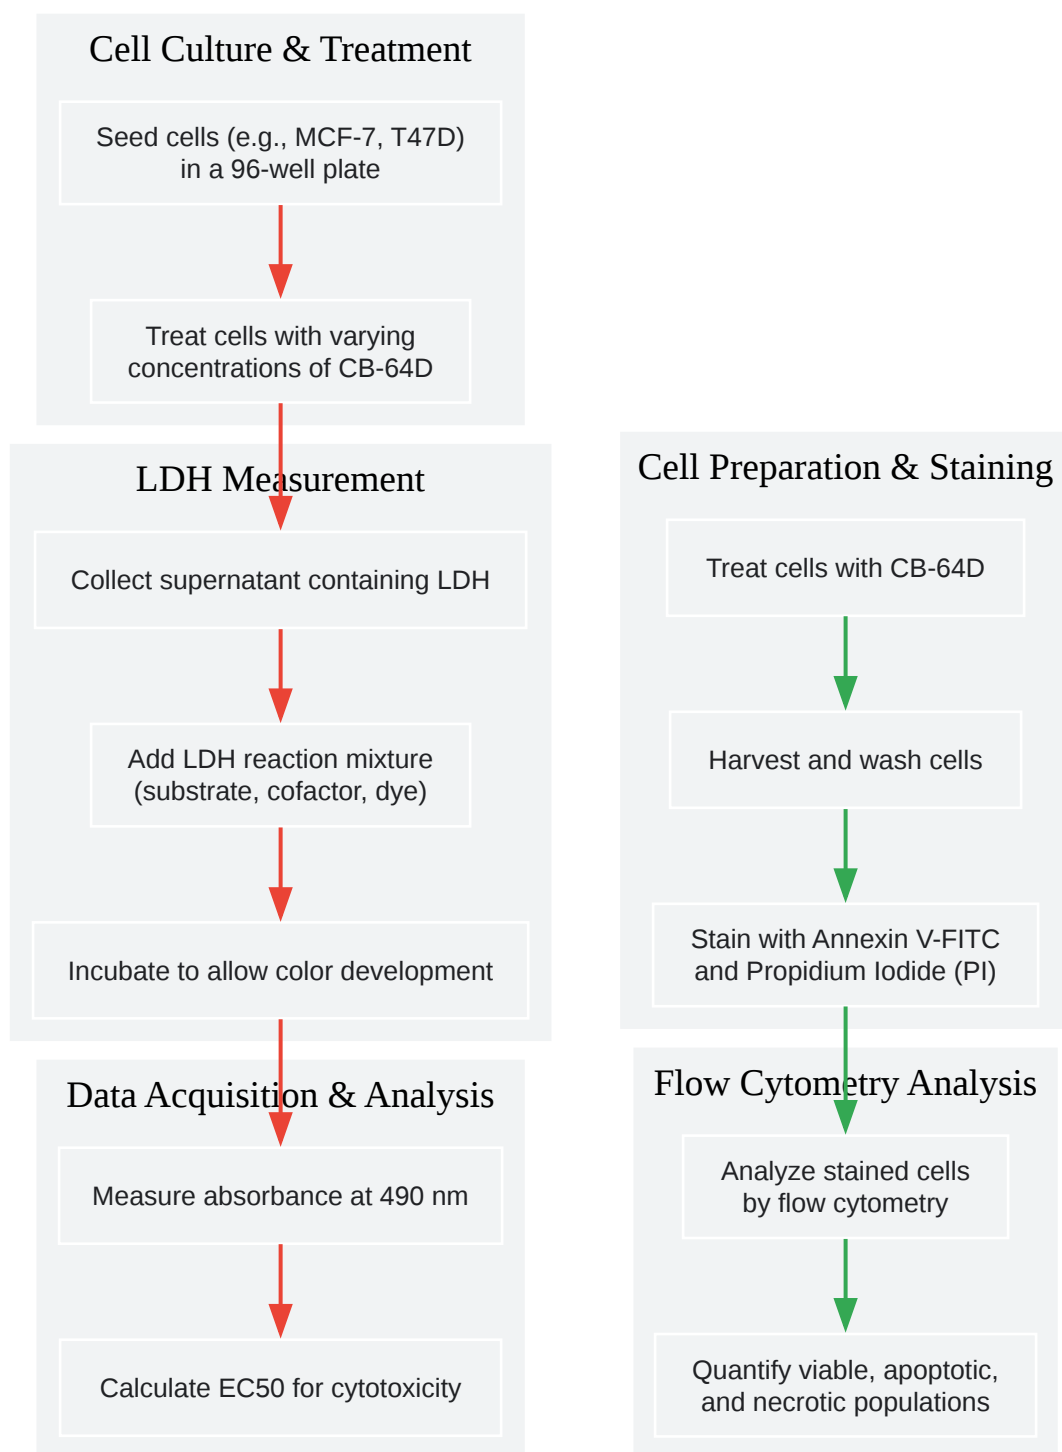 Cell Culture & Treatment
Seed cells (e.g., MCF-7, T47D)
in a 96-well plate
Treat cells with varying
concentrations of CB-64D
LDH Measurement
Collect supernatant containing LDH
Add LDH reaction mixture
(substrate, cofactor, dye)
Incubate to allow color development
Data Acquisition & Analysis
Measure absorbance at 490 nm
Calculate EC50 for cytotoxicity
Cell Preparation & Staining
Treat cells with CB-64D
Harvest and wash cells
Stain with Annexin V-FITC
and Propidium Iodide (PI)
Flow Cytometry Analysis
Analyze stained cells
by flow cytometry
Quantify viable, apoptotic,
and necrotic populations